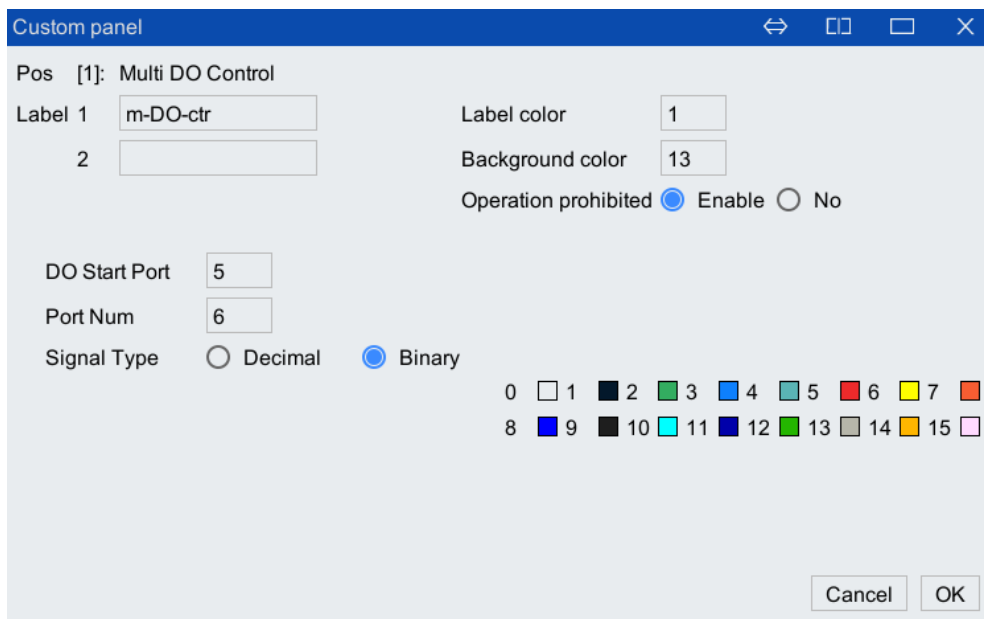 Custom panel
Pos [1]: Multi DO Control
Label 1 m-DO-ctr Label color 1
2 Background color 13
Operation prohibited Enable No
DO Start Port 5
Port Num 6
Signal Type Decimal Binary
0 1 2 3 4 5 6 7
8 9 10 11 12 13 14 15
Cancel OK